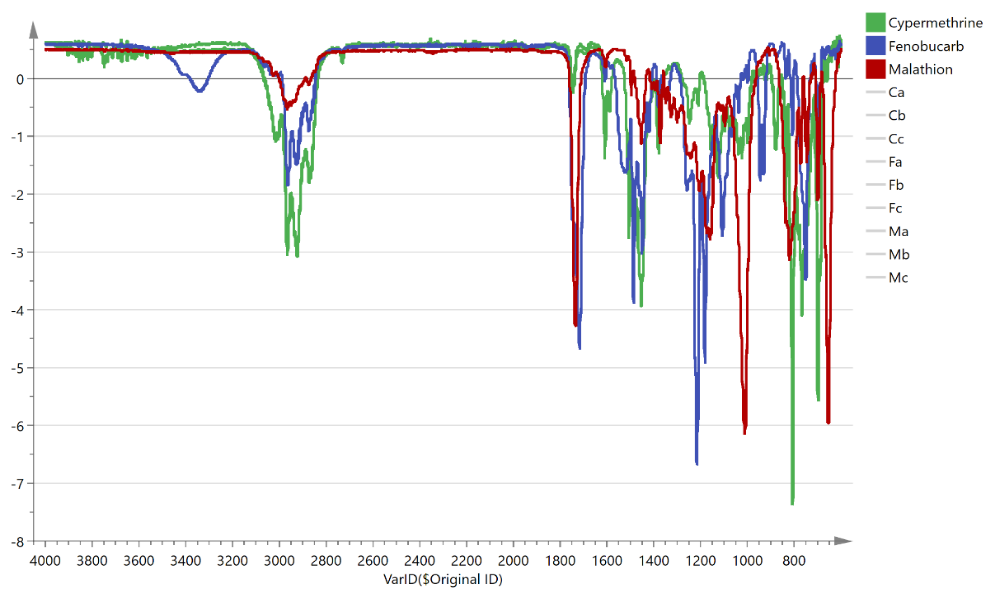 Cypermethrine
Fenobucarb
Malathion
Ca
Cb
Cc
Fa
Fb
Fc
Ma
Mb
Mc
0
-1
-2
-3
-4
-5
-6
-7
-8
4000 3800 3600 3400 3200 3000 2800 2600 2400 2200 2000 1800 1600 1400 1200 1000 800
VarID($Original ID)